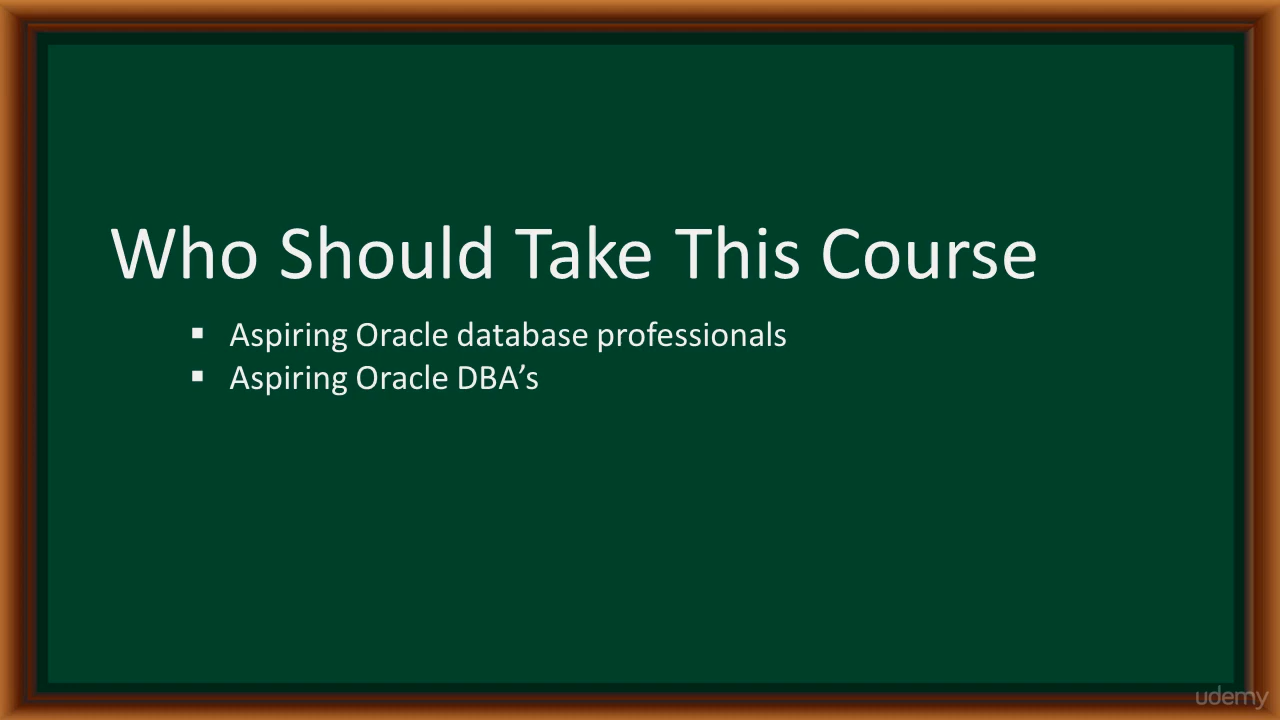 Who Should Take This Course
▪ Aspiring Oracle database professionals
▪ Aspiring Oracle DBA’s
udemy